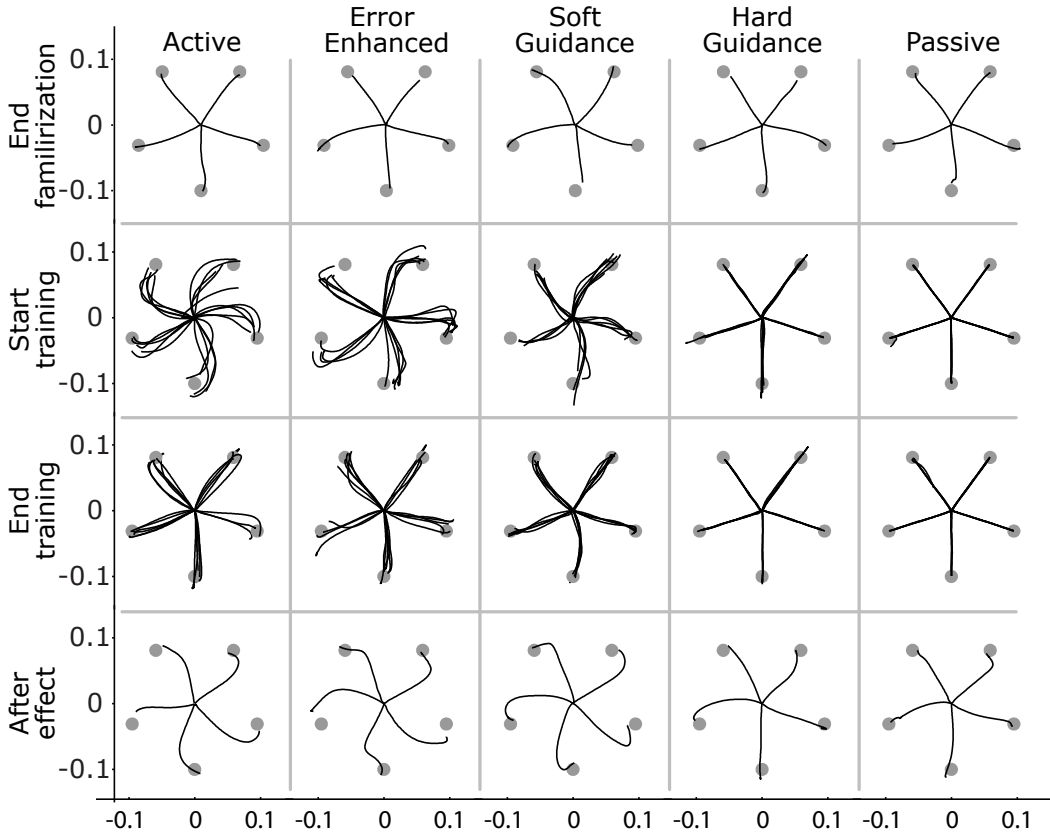 Active
Error
Enhanced
Soft
Guidance
Hard
Guidance
Passive
End
familirization
0.1
0
-0.1
Start
training
0.1
0
-0.1
End
training
0.1
0
-0.1
After
effect
0.1
0
-0.1
-0.1 0 0.1 -0.1 0 0.1 -0.1 0 0.1 -0.1 0 0.1 -0.1 0 0.1